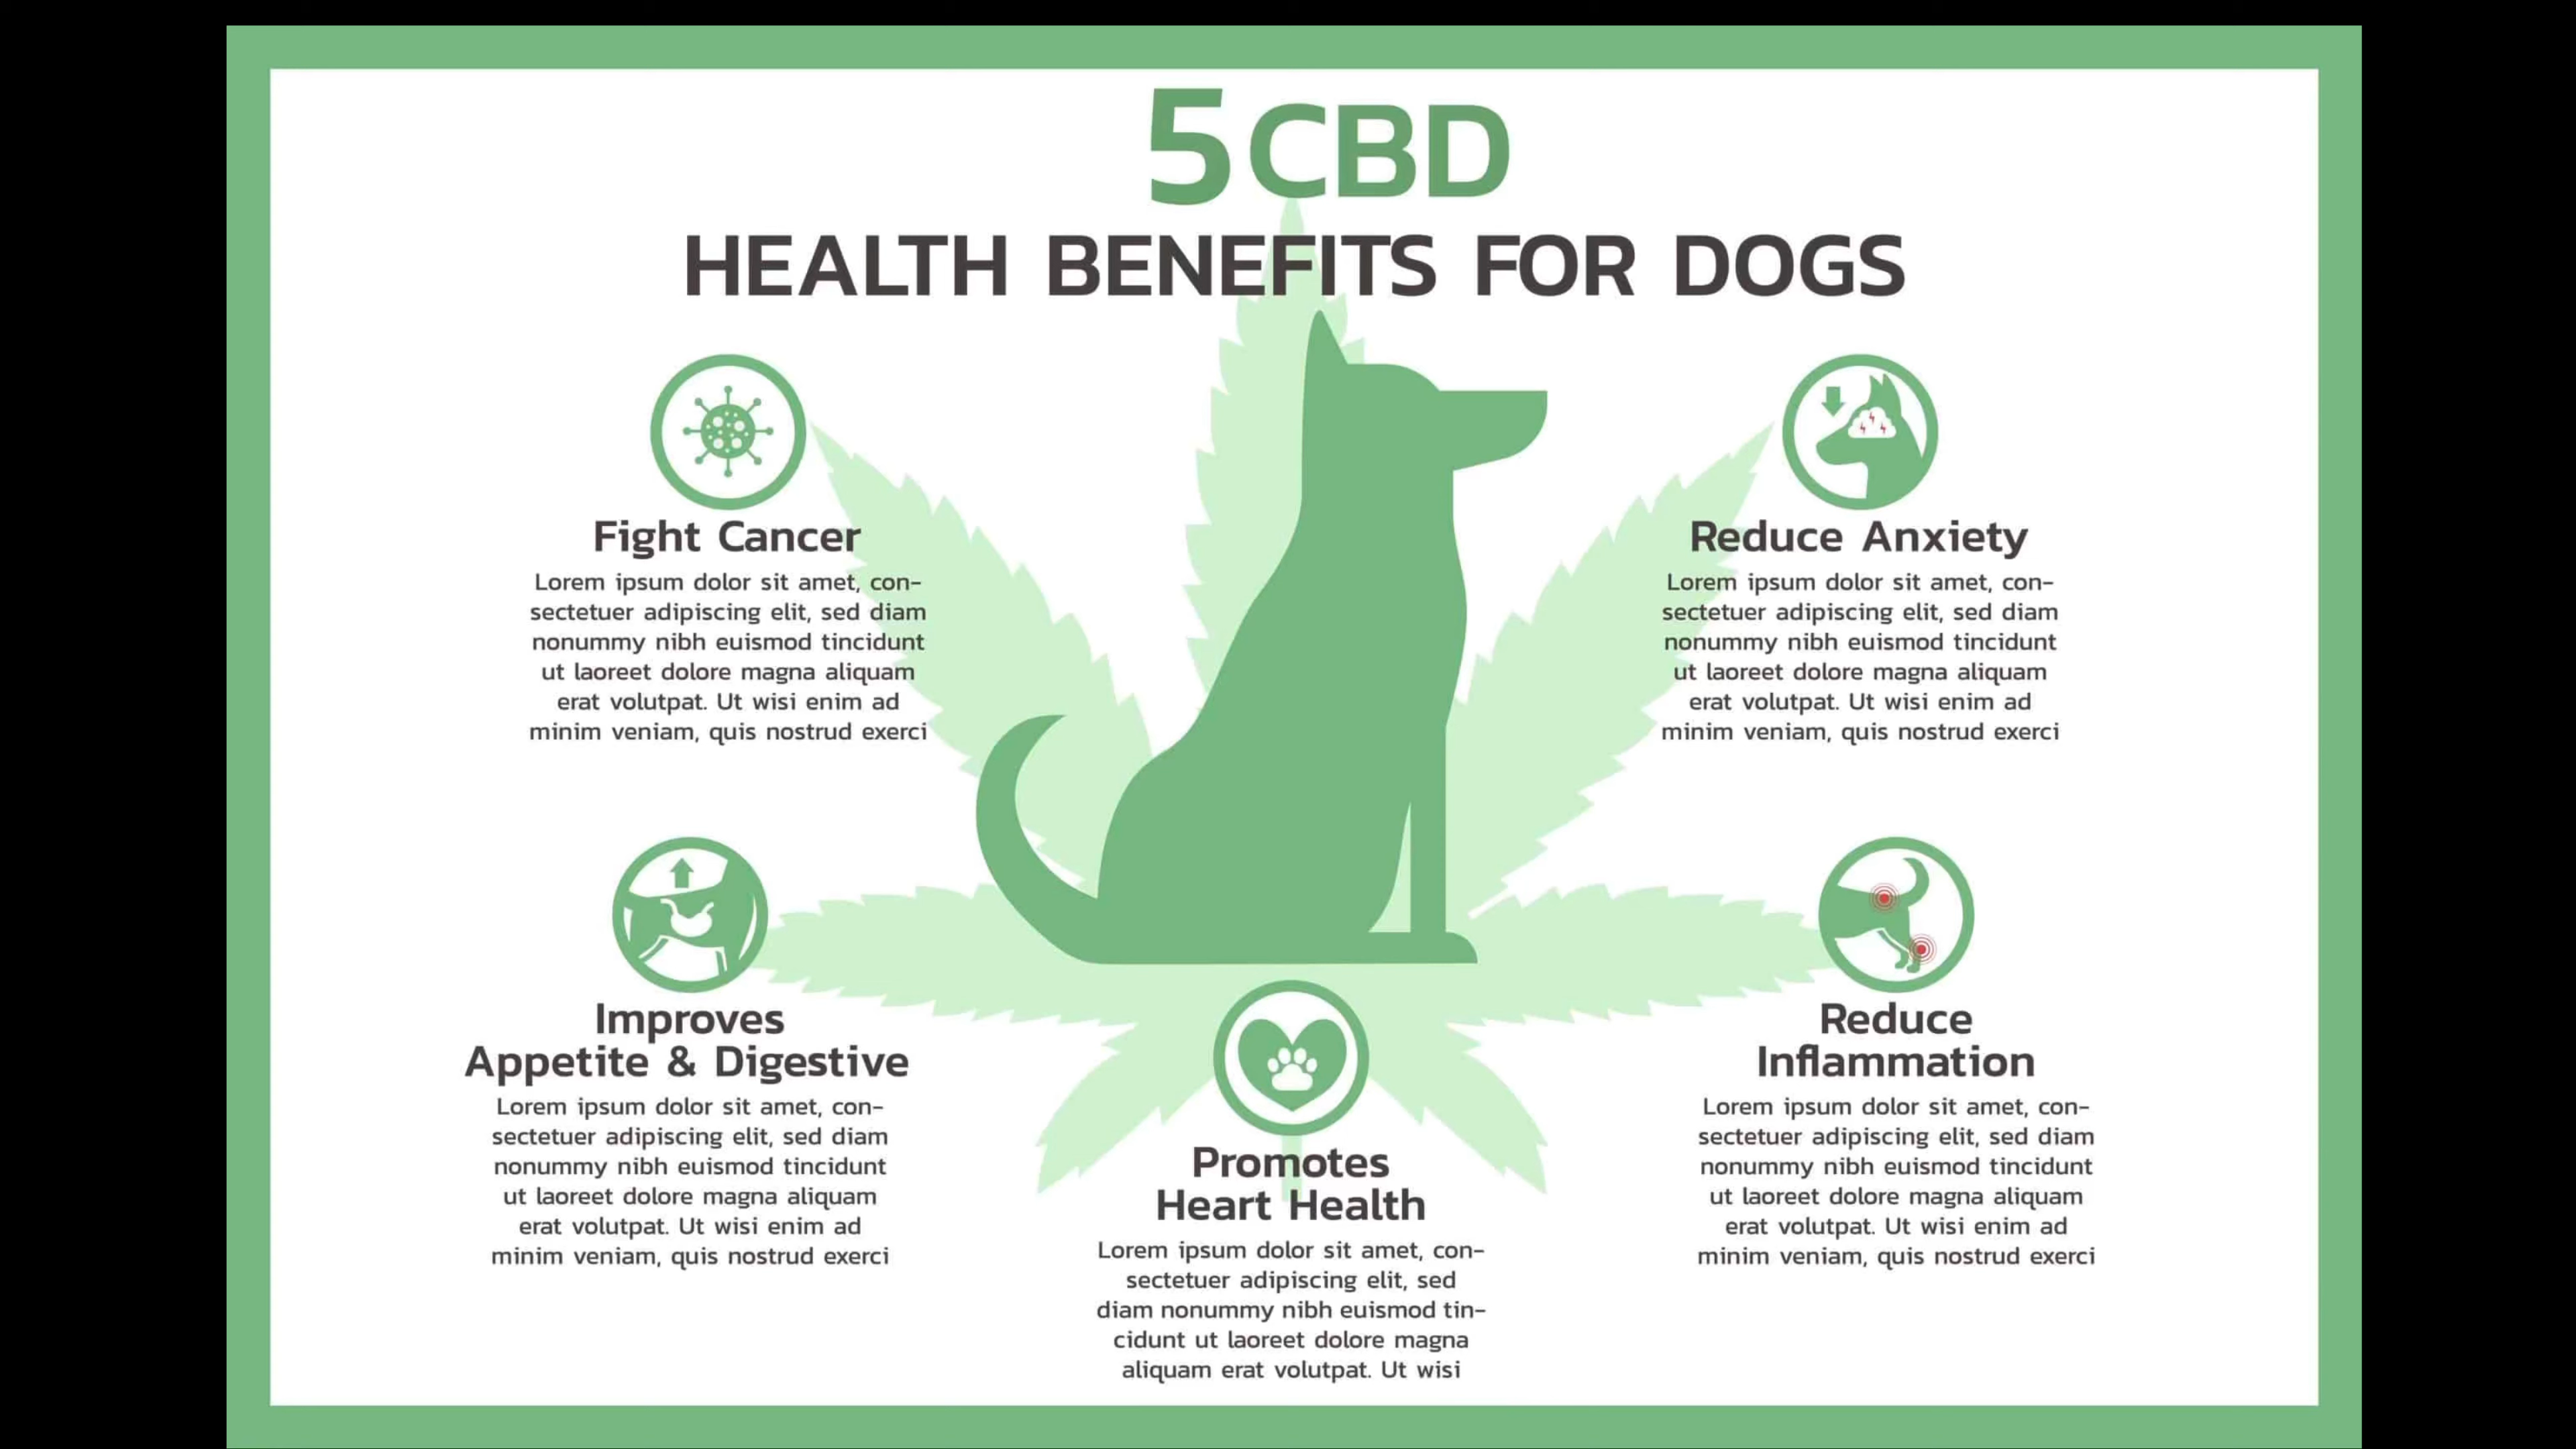 5 CBD
HEALTH BENEFITS FOR DOGS
Fight Cancer
Lorem ipsum dolor sit amet, con-
sectetuer adipiscing elit, sed diam
nonummy nibh euismod tincidunt
ut laoreet dolore magna aliquam
erat volutpat. Ut wisi enim ad
minim veniam, quis nostrud exerci
Reduce Anxiety
Lorem ipsum dolor sit amet, con-
sectetuer adipiscing elit, sed diam
nonummy nibh euismod tincidunt
ut laoreet dolore magna aliquam
erat volutpat. Ut wisi enim ad
minim veniam, quis nostrud exerci
Improves
Appetite & Digestive
Lorem ipsum dolor sit amet, con-
sectetuer adipiscing elit, sed diam
nonummy nibh euismod tincidunt
ut laoreet dolore magna aliquam
erat volutpat. Ut wisi enim ad
minim veniam, quis nostrud exerci
Promotes
Heart Health
Lorem ipsum dolor sit amet, con-
sectetuer adipiscing elit, sed
diam nonummy nibh euismod tin-
cidunt ut laoreet dolore magna
aliquam erat volutpat. Ut wisi
Reduce
Inflammation
Lorem ipsum dolor sit amet, con-
sectetuer adipiscing elit, sed diam
nonummy nibh euismod tincidunt
ut laoreet dolore magna aliquam
erat volutpat. Ut wisi enim ad
minim veniam, quis nostrud exerci